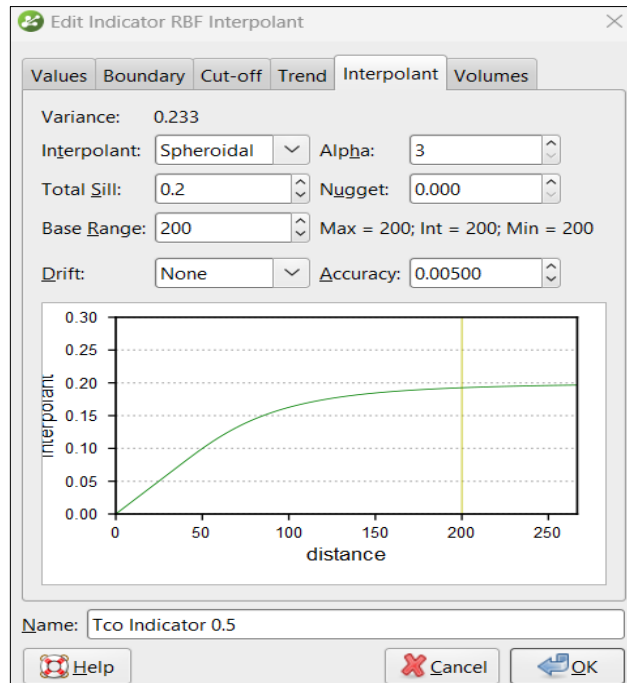 Edit Indicator RBF Interpolant
Values Boundary Cut-off Trend Interpolant Volumes
Variance: 0.233
Interpolant: Spheroidal Alpha: 3
Total Sill: 0.2 Nugget: 0.000
Base Range: 200 Max = 200; Int = 200; Min = 200
Drift: None Accuracy: 0.00500
0.30
0.25
0.20
0.15
0.10
0.05
0.00
Interpolant
0 50 100 150 200 250
distance
Name: Tco Indicator 0.5
Help Cancel OK